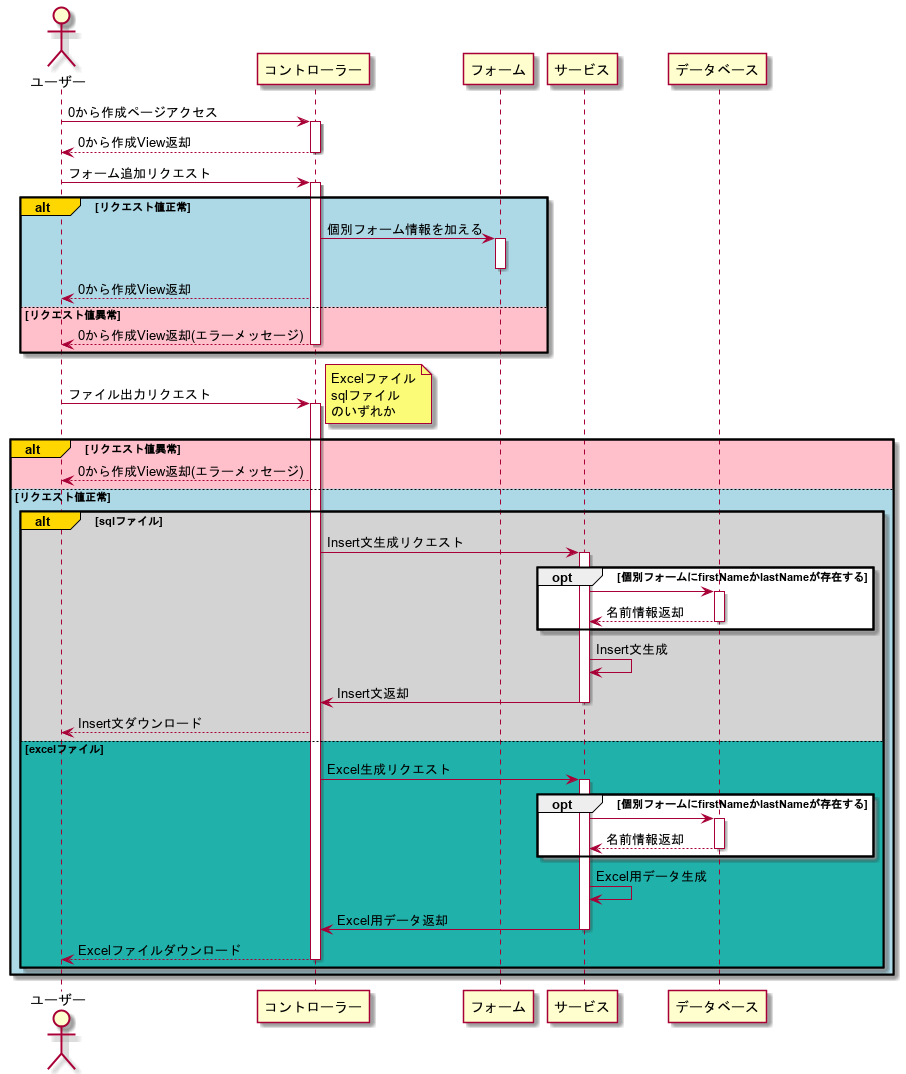 ユーザー
コントローラー
フォーム
サービス
データベース
0から作成ページアクセス
0から作成View返却
フォーム追加リクエスト
alt
[リクエスト値正常]
個別フォーム情報を加える
0から作成View返却
[リクエスト値異常]
0から作成View返却(エラーメッセージ)
Excelファイル
sqlファイル
のいずれか
ファイル出力リクエスト
alt
[リクエスト値異常]
0から作成View返却(エラーメッセージ)
[リクエスト値正常]
alt
[sqlファイル]
Insert文生成リクエスト
opt
[個別フォームにfirstNameかlastNameが存在する]
名前情報返却
Insert文生成
Insert文返却
Insert文ダウンロード
[excelファイル]
Excel生成リクエスト
opt
[個別フォームにfirstNameかlastNameが存在する]
名前情報返却
Excel用データ生成
Excel用データ返却
Excelファイルダウンロード
ユーザー
コントローラー
フォーム
サービス
データベース